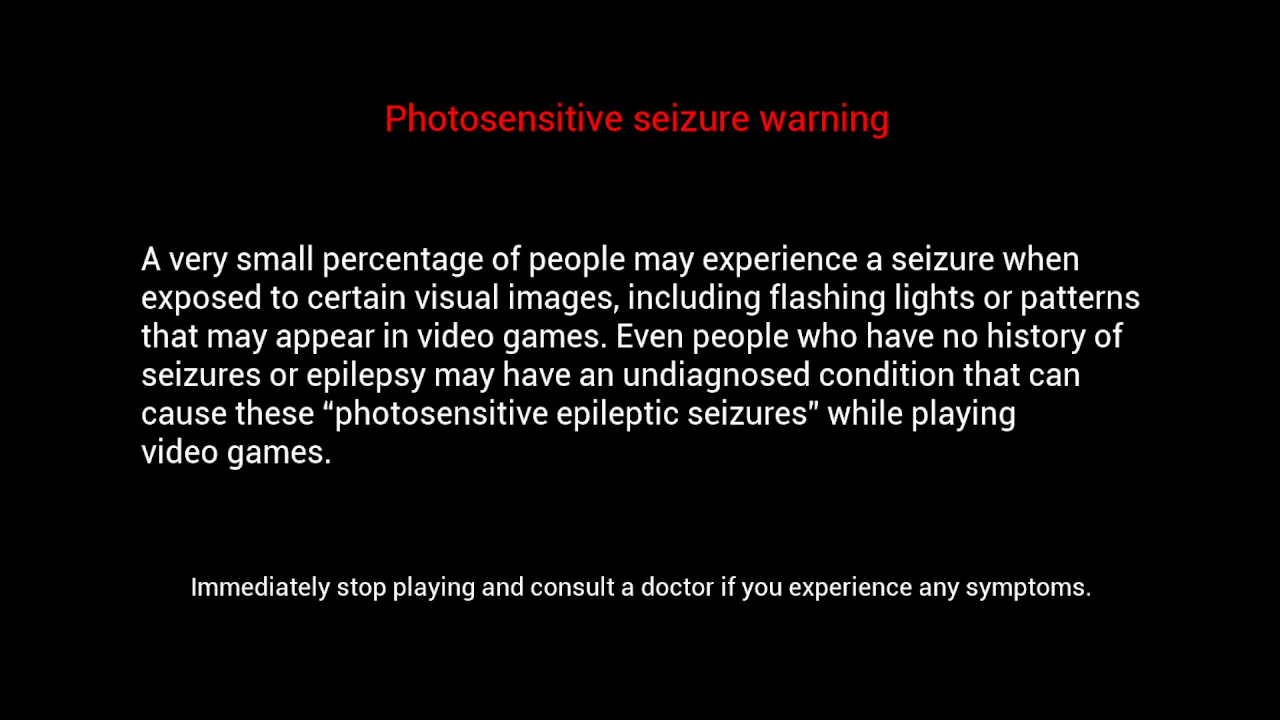 Photosensitive seizure warning
A very small percentage of people may experience a seizure when
exposed to certain visual images, including flashing lights or patterns
that may appear in video games. Even people who have no history of
seizures or epilepsy may have an undiagnosed condition that can
cause these “photosensitive epileptic seizures” while playing
video games.
Immediately stop playing and consult a doctor if you experience any symptoms.